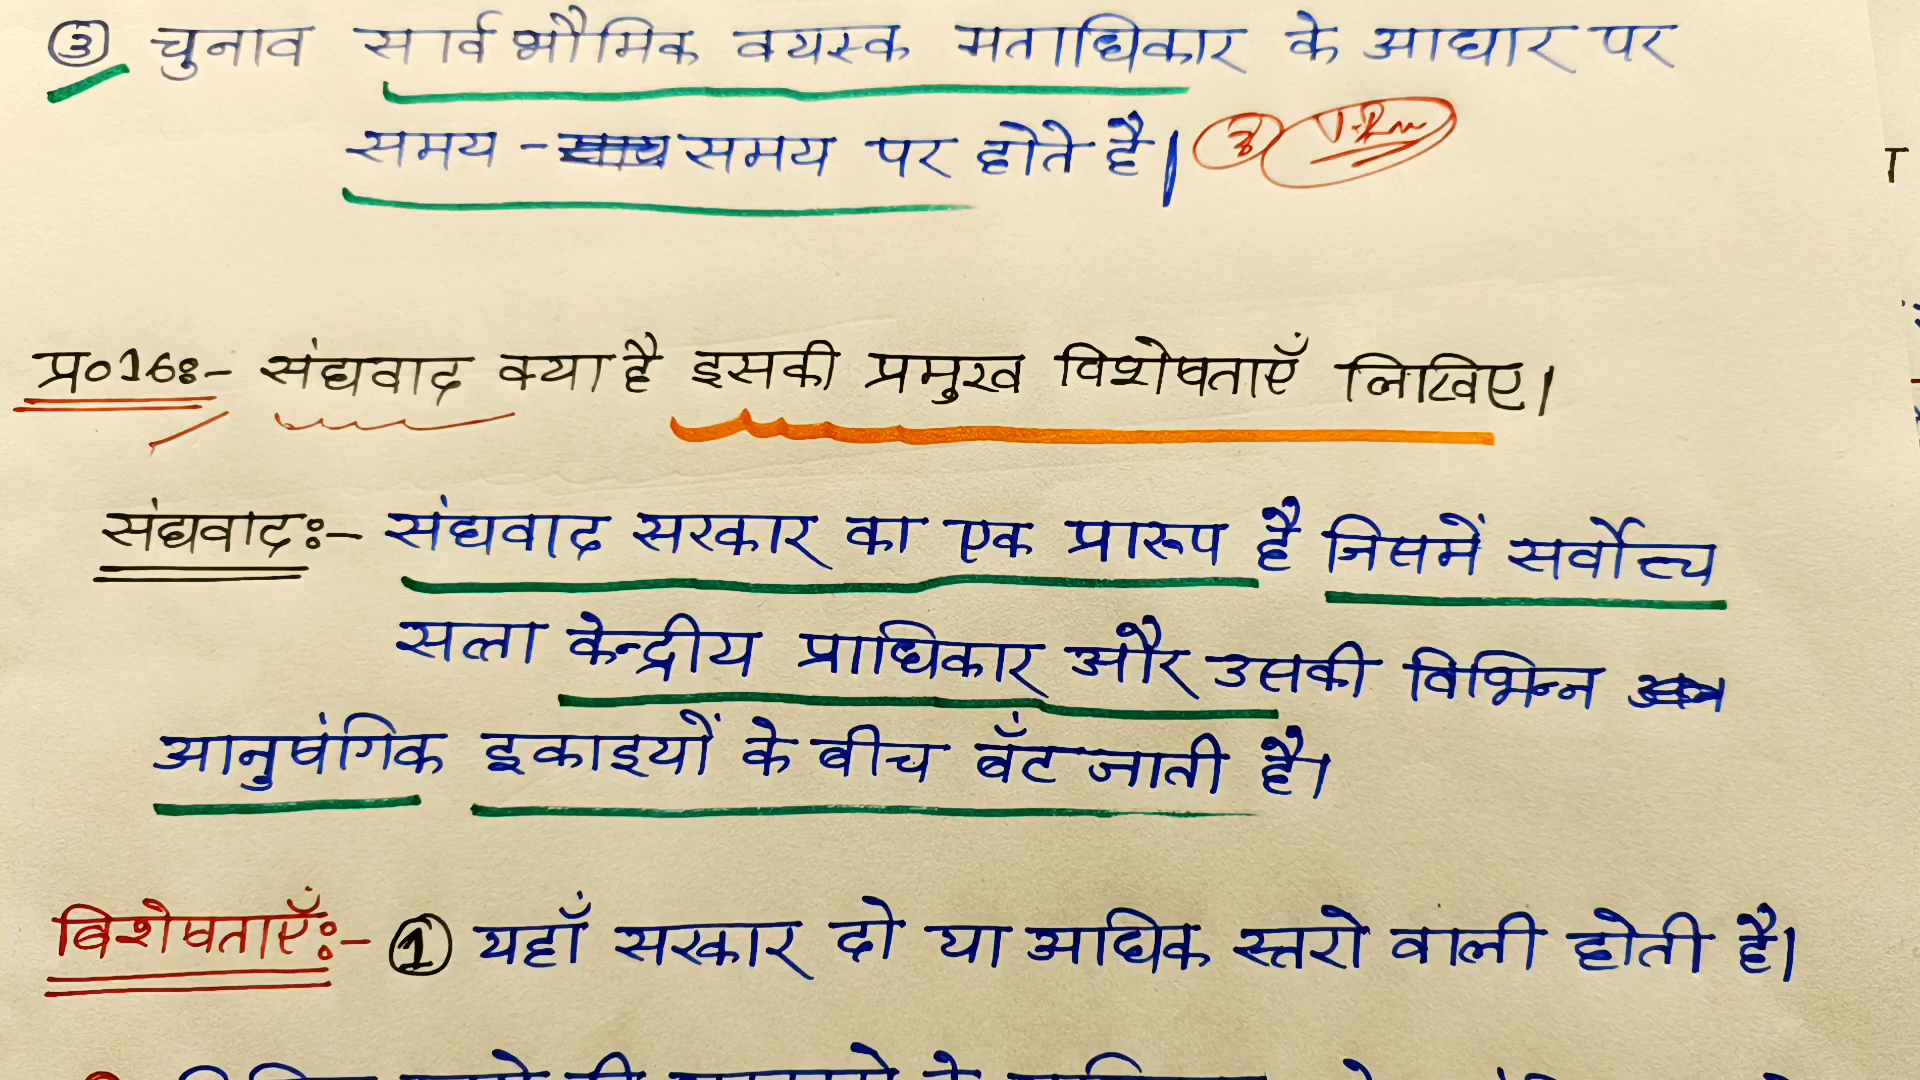 ③ चुनाव सार्वभौमिक वयस्क मताधिकार के आधार पर
समय - समय पर होते है।
प्र०16ः- संघवाद क्या है इसकी प्रमुख विशेषताएँ लिखिए।
संघवादः- संघवाद सरकार का एक प्रारूप है जिसमें सर्वोच्च
सत्ता केन्द्रीय प्राधिकार और उसकी विभिन्न
आनुषंगिक इकाइयों के बीच बँट जाती है।
विशेषताएँः- ① यहाँ सरकार दो या अधिक स्तरो वाली होती है।